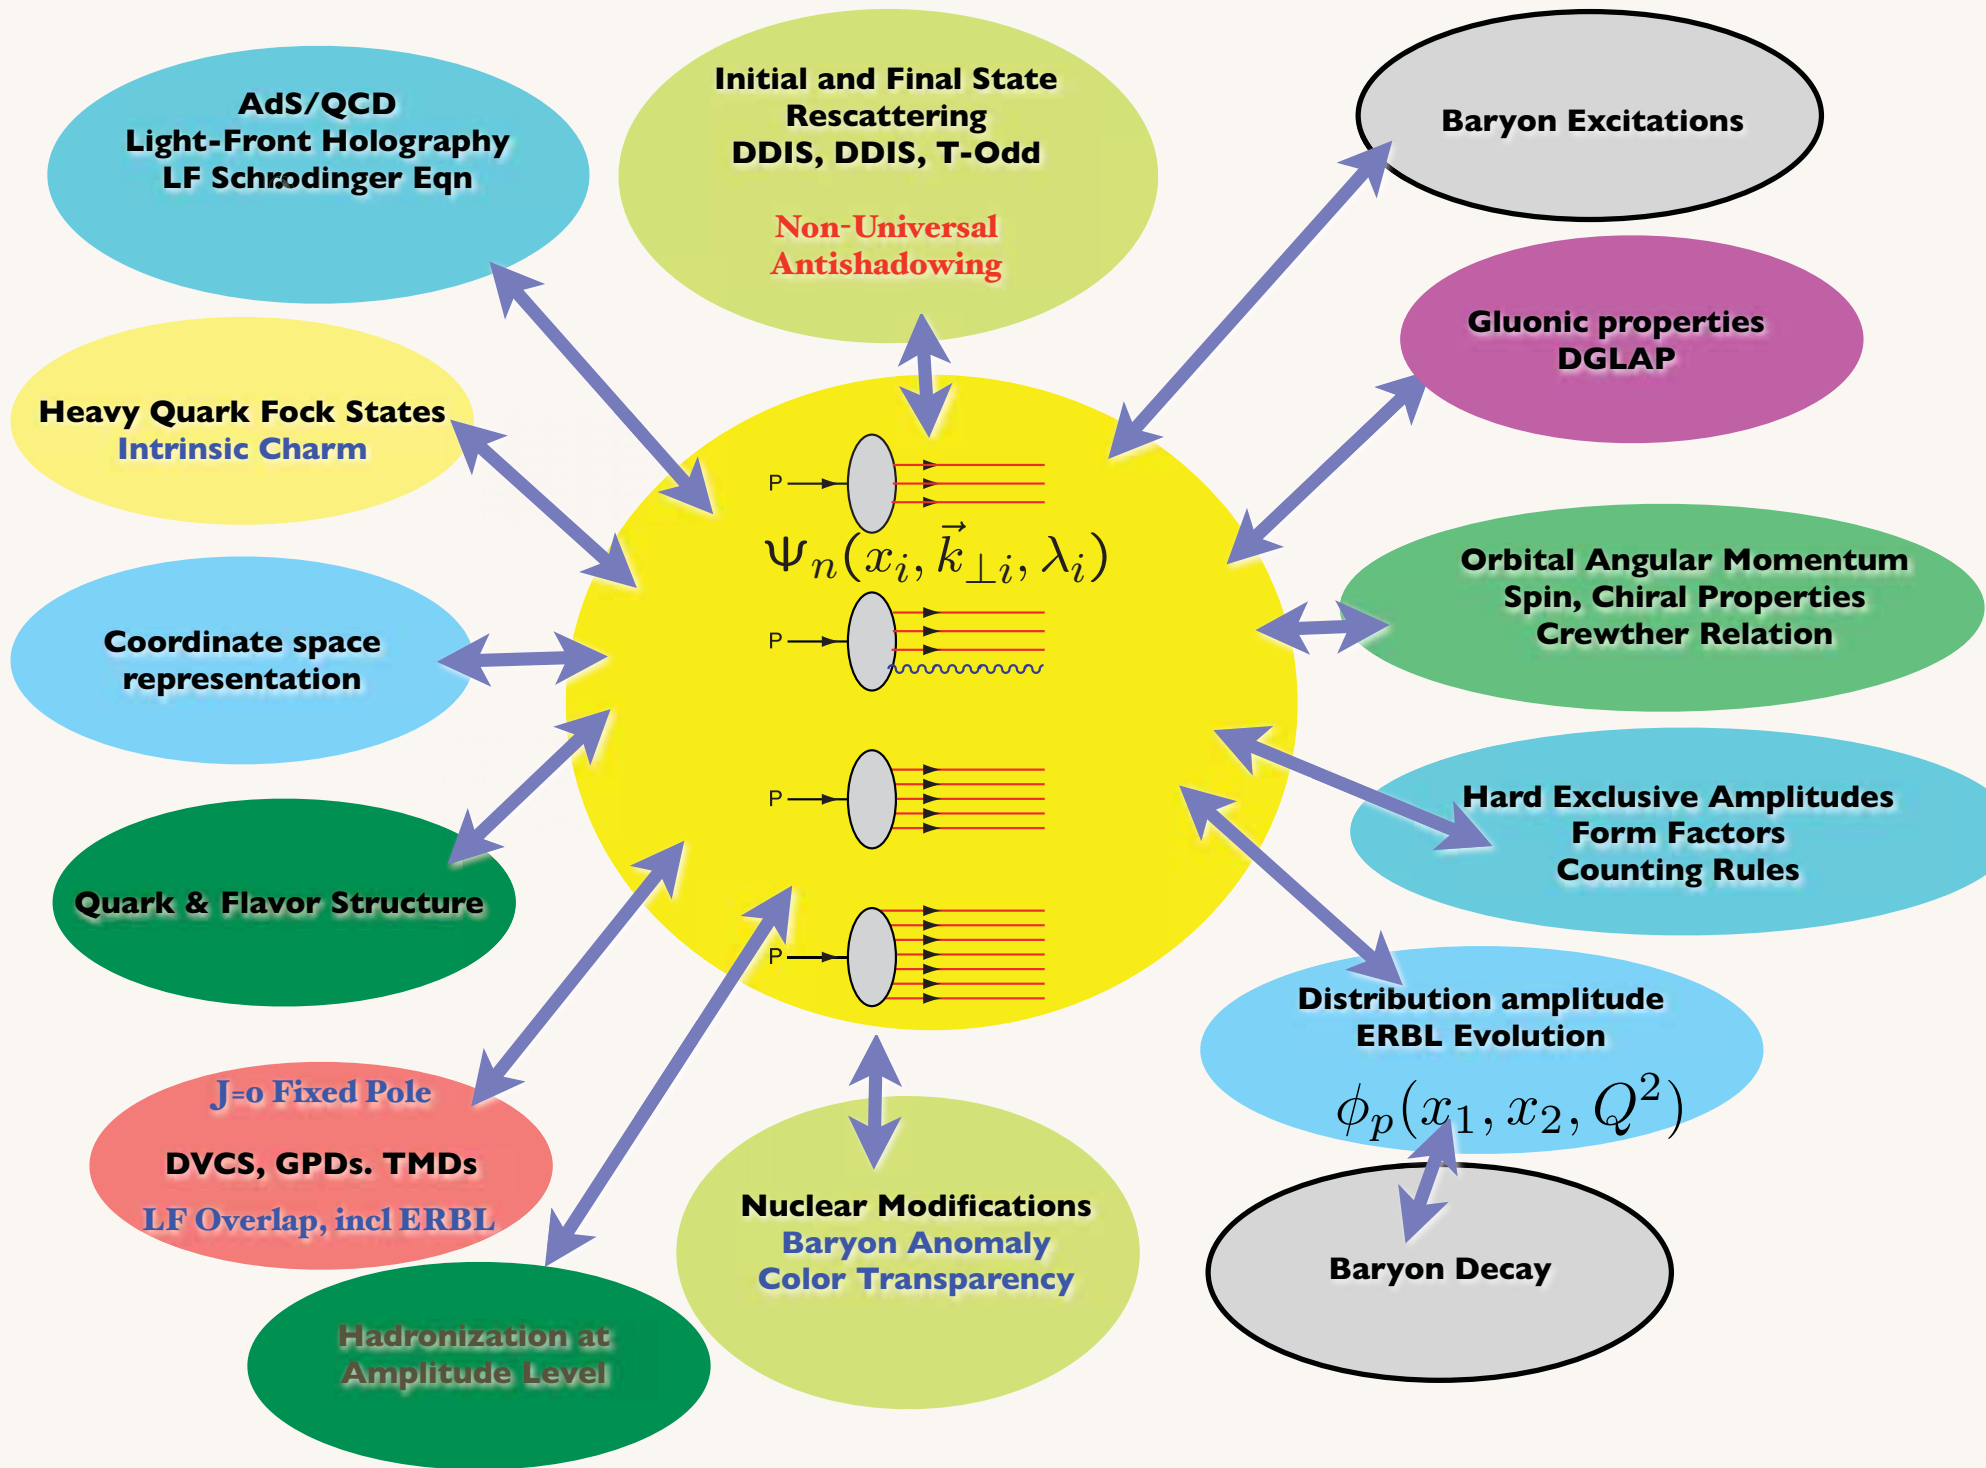 AdS/QCD
Light-Front Holography
LF Schrodinger Eqn
Initial and Final State
Rescattering
DDIS, DDIS, T-Odd
Non-Universal
Antishadowing
Baryon Excitations
Gluonic properties
DGLAP
Heavy Quark Fock States
Intrinsic Charm
P
Ψₙ(xᵢ, k⃗⊥ᵢ, λᵢ)
P
P
P
Orbital Angular Momentum
Spin, Chiral Properties
Crewther Relation
Coordinate space
representation
Hard Exclusive Amplitudes
Form Factors
Counting Rules
Quark & Flavor Structure
Distribution amplitude
ERBL Evolution
ϕₚ(x₁, x₂, Q²)
J=0 Fixed Pole
DVCS, GPDs. TMDs
LF Overlap, incl ERBL
Nuclear Modifications
Baryon Anomaly
Color Transparency
Baryon Decay
Hadronization at
Amplitude Level